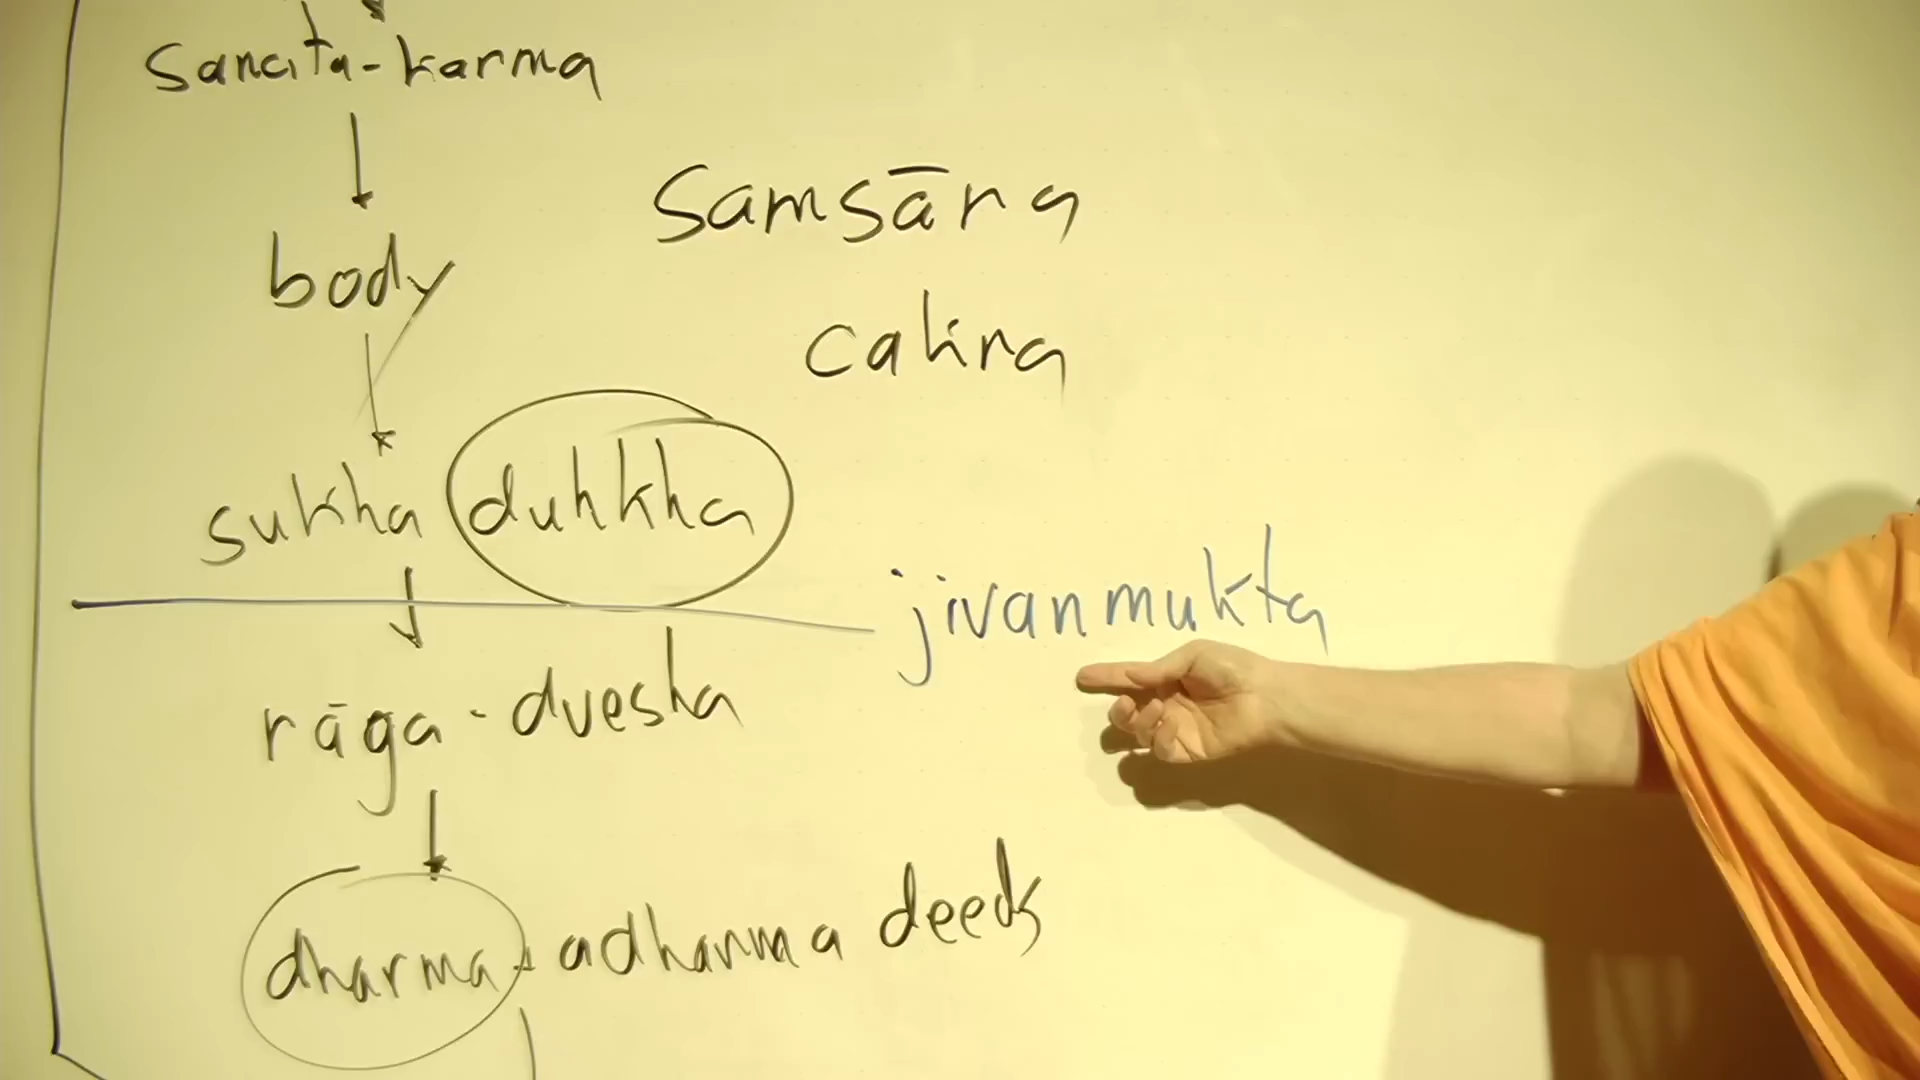 sancita-karma
body
samsāra
cakra
sukha duhkha
jivanmukta
rāga - dvesha
dharma + adharma deeds